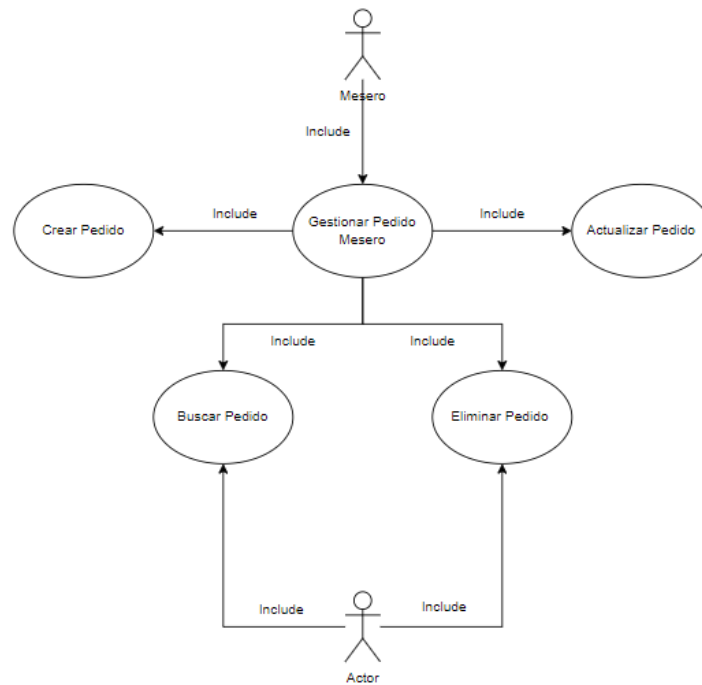 Mesero
Include
Crear Pedido
Include
Gestionar Pedido
Mesero
Include
Actualizar Pedido
Include
Include
Buscar Pedido
Eliminar Pedido
Include
Include
Actor